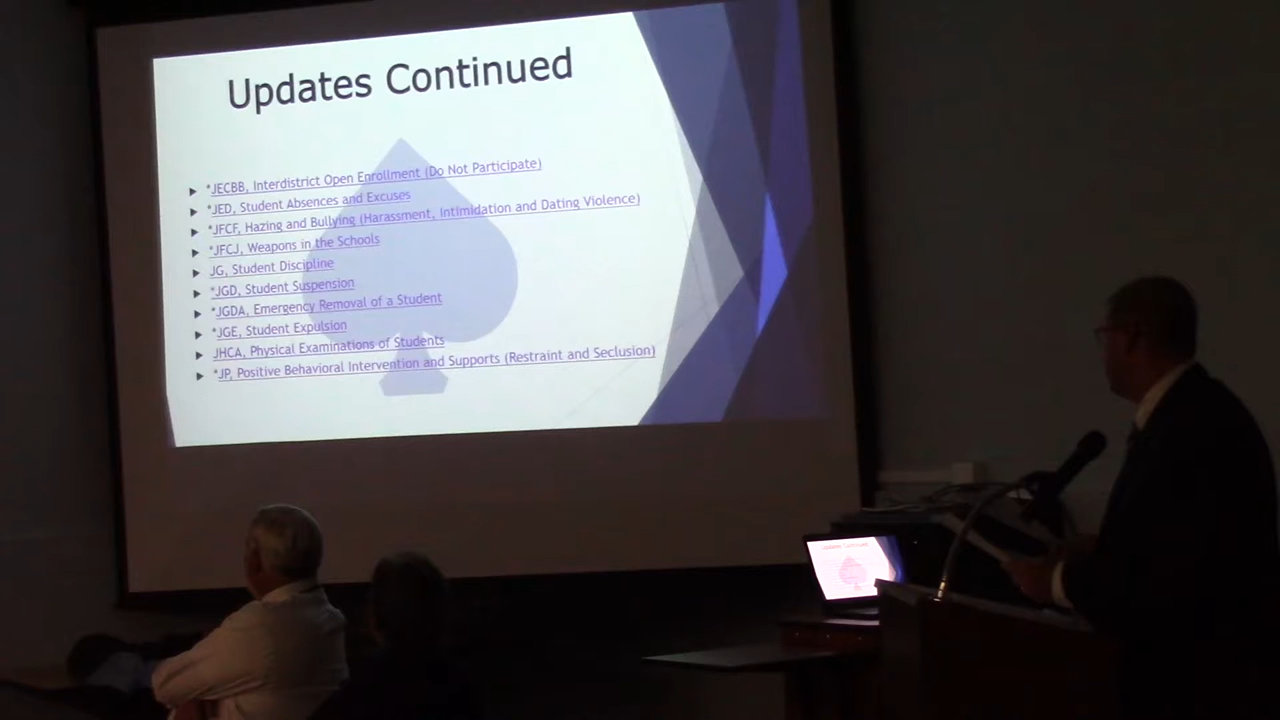 Updates Continued
*JECBB, Interdistrict Open Enrollment (Do Not Participate)
*JED, Student Absences and Excuses
*JFCF, Hazing and Bullying (Harassment, Intimidation and Dating Violence)
*JFCJ, Weapons in the Schools
JG, Student Discipline
*JGD, Student Suspension
*JGDA, Emergency Removal of a Student
*JGE, Student Expulsion
JHCA, Physical Examinations of Students
*JP, Positive Behavioral Intervention and Supports (Restraint and Seclusion)
Updates Continued